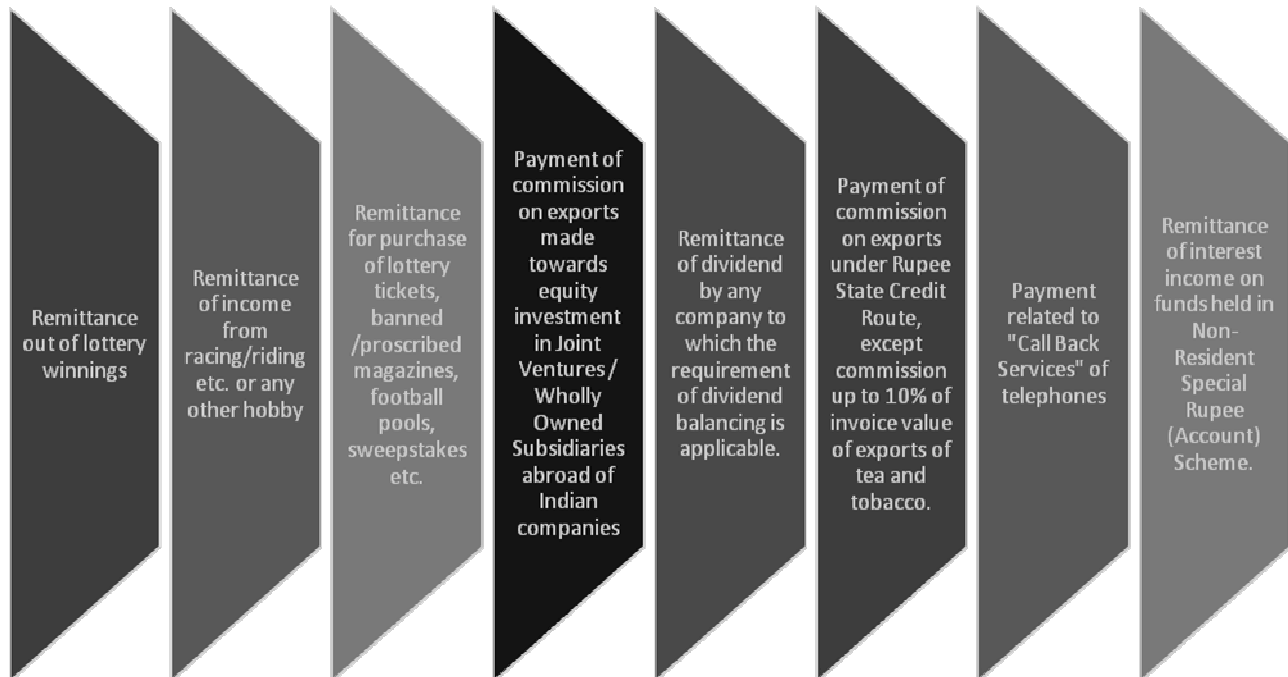 Remittance
out of lottery
winnings
Remittance
of income
from
racing/riding
etc. or any
other hobby
Remittance
for purchase
of lottery
tickets,
banned
/proscribed
magazines,
football
pools,
sweepstakes
etc.
Payment of
commission
on exports
made
towards
equity
investment
in Joint
Ventures /
Wholly
Owned
Subsidiaries
abroad of
Indian
companies
Remittance
of dividend
by any
company to
which the
requirement
of dividend
balancing is
applicable.
Payment of
commission
on exports
under Rupee
State Credit
Route,
except
commission
up to 10% of
invoice value
of exports of
tea and
tobacco.
Payment
related to
"Call Back
Services" of
telephones
Remittance
of interest
income on
funds held in
Non-
Resident
Special
Rupee
(Account)
Scheme.